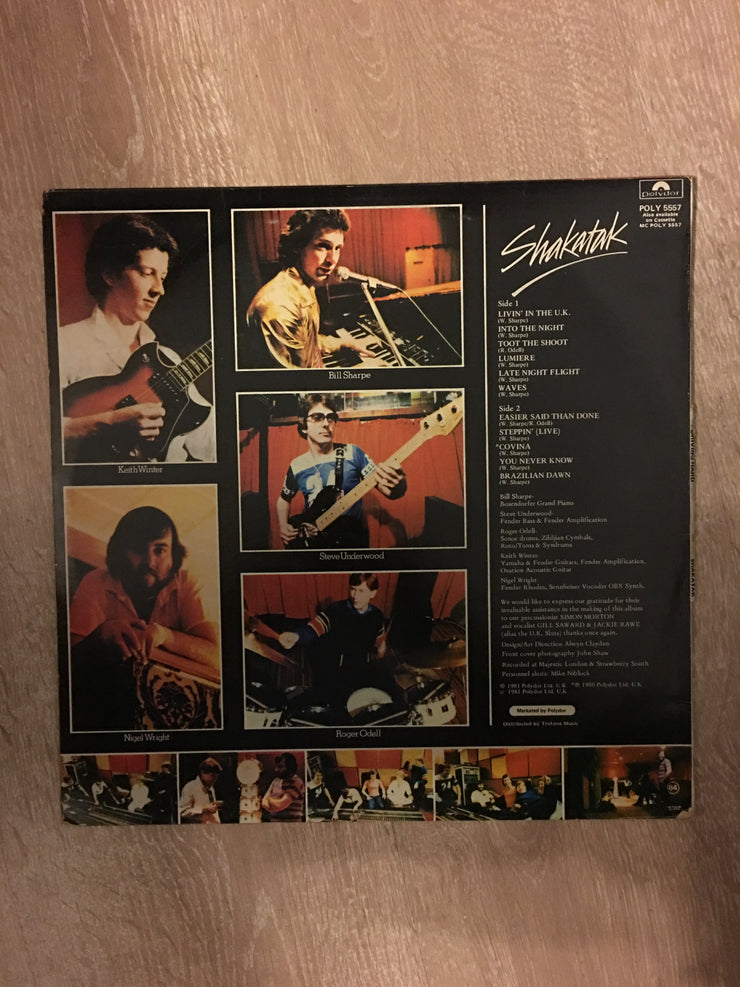 Polydor
POLY 5557
Also available
on Cassette
MC POLY 5557
Shakatak
Side 1
LIVIN' IN THE U.K.
(W. Sharpe)
INTO THE NIGHT
(W. Sharpe)
TOOT THE SHOOT
(R. Odell)
LUMIERE
(W. Sharpe)
LATE NIGHT FLIGHT
(W. Sharpe)
WAVES
(W. Sharpe)
Side 2
EASIER SAID THAN DONE
(W. Sharpe/R. Odell)
STEPPIN' (LIVE)
(W. Sharpe)
*COVINA
(W. Sharpe)
YOU NEVER KNOW
(W. Sharpe)
BRAZILIAN DAWN
(W. Sharpe)
Bill Sharpe-
Bosendorfer Grand Piano
Steve Underwood-
Fender Bass & Fender Amplification
Roger Odell-
Sonor drums, Zildjian Cymbals,
Roto/Toms & Syndrums
Keith Winter-
Yamaha & Fender Guitars, Fender Amplification,
Ovation Acoustic Guitar
Nigel Wright-
Fender Rhodes, Sennheiser Vocoder OBX Synth.
We would like to express our gratitude for their
invaluable assistance in the making of this album
to our percussionist SIMON MORTON
and vocalist GILL SAWARD & JACKIE RAWE
(alias the U.K. Sluts) thanks once again.
Design/Art Direction Alwyn Clayden
Front cover photography John Shaw
Recorded at Majestic London & Strawberry South
Personnel shots: Mike Niblock
℗ 1981 Polydor Ltd. U.K. *℗ 1980 Polydor Ltd. U.K.
© 1981 Polydor Ltd. U.K.
Marketed by Polydor
Distributed by Trutone Music
Keith Winter
Bill Sharpe
Steve Underwood
Nigel Wright
Roger Odell